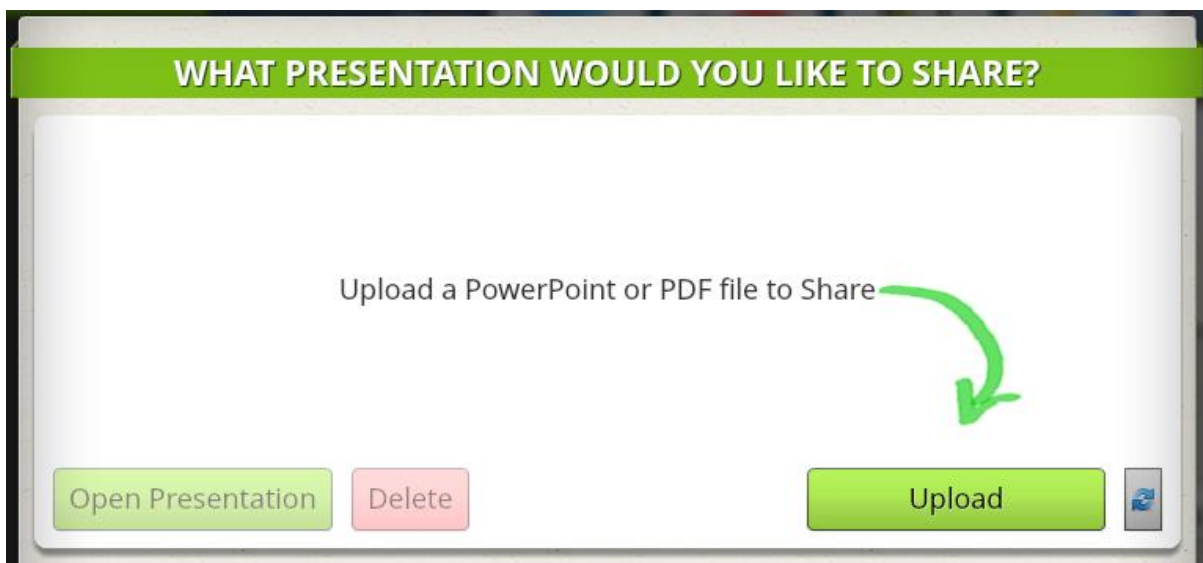 WHAT PRESENTATION WOULD YOU LIKE TO SHARE?
Upload a PowerPoint or PDF file to Share
Open Presentation
Delete
Upload